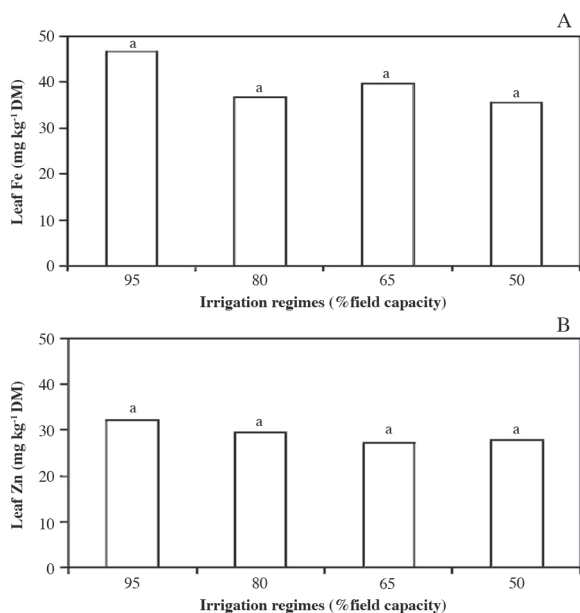 A
50
40
30
20
10
0
Leaf Fe (mg kg⁻¹ DM)
a
a
a
a
95 80 65 50
Irrigation regimes (%field capacity)
B
50
40
30
20
10
0
Leaf Zn (mg kg⁻¹ DM)
a
a
a
a
95 80 65 50
Irrigation regimes (%field capacity)